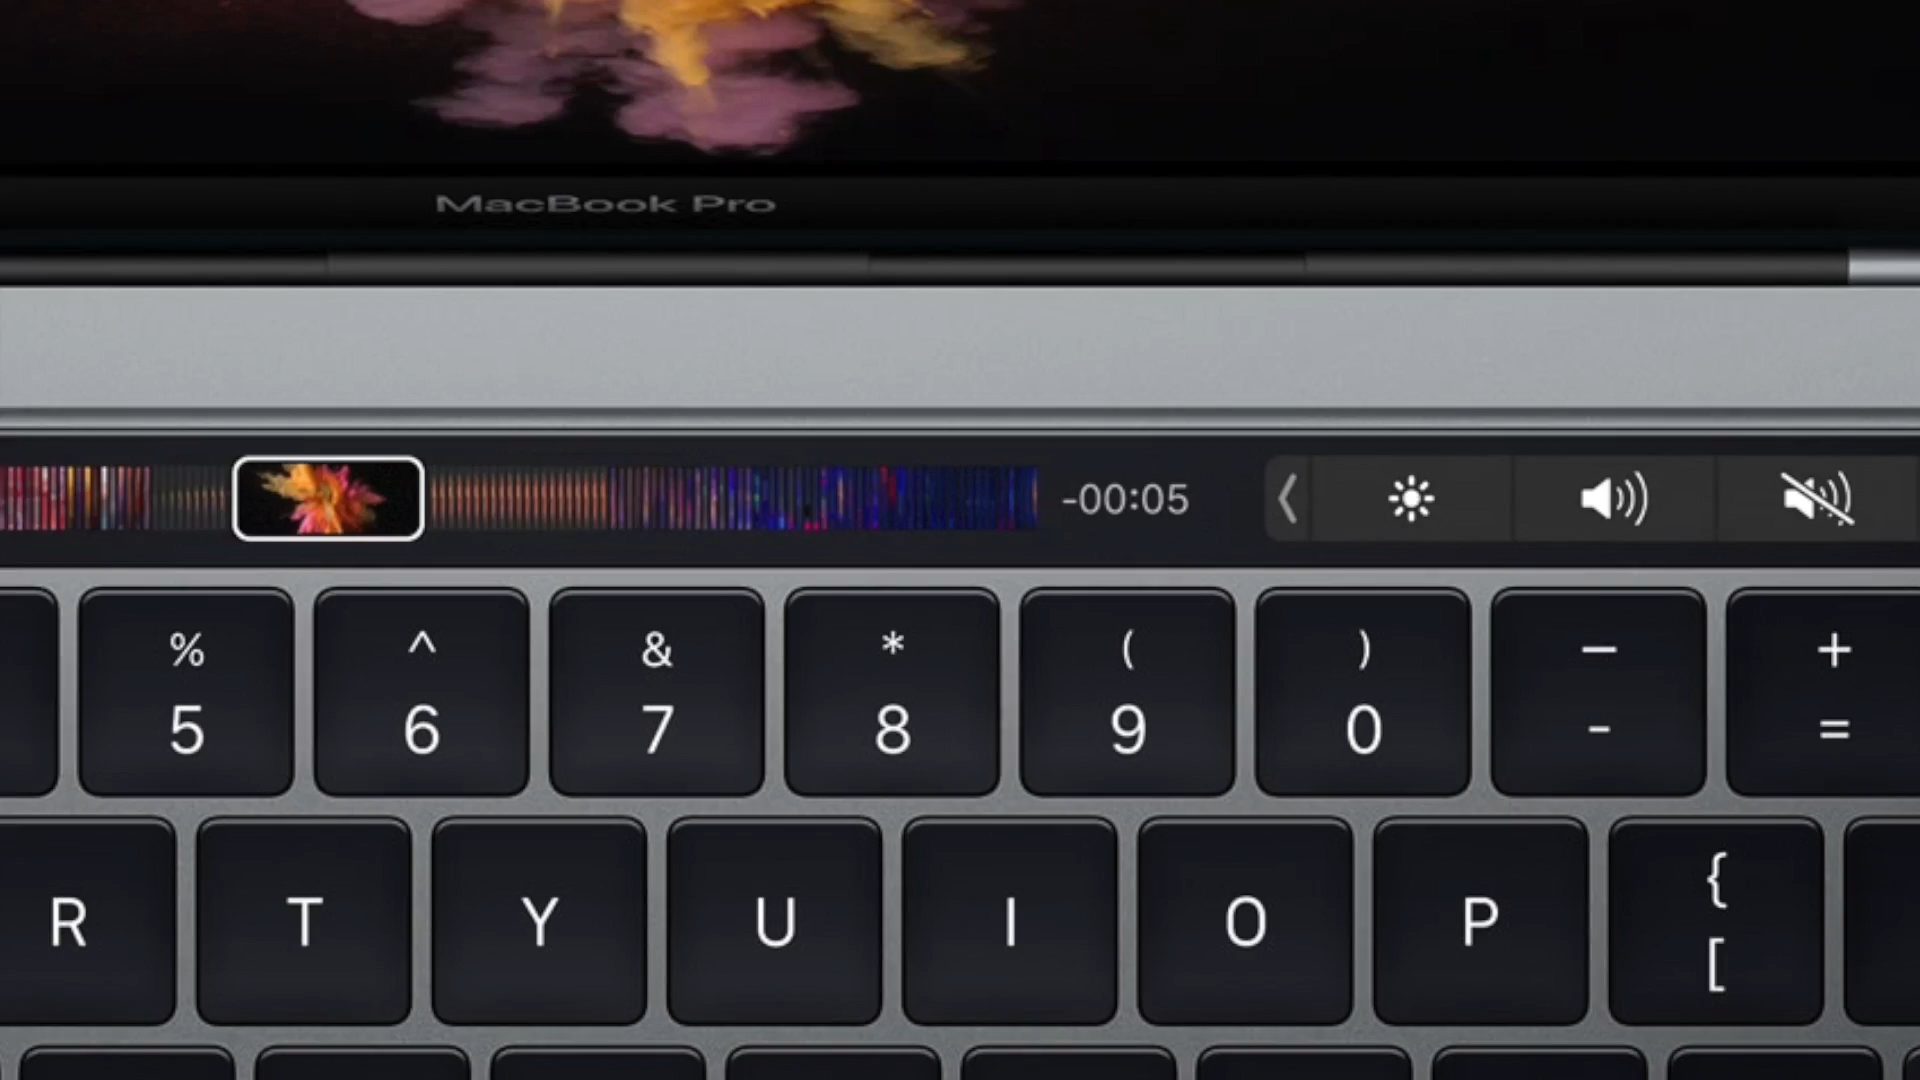 MacBook Pro
-00:05
% ^ & * ( ) — +
5 6 7 8 9 0 - =
R T Y U I O P {
[